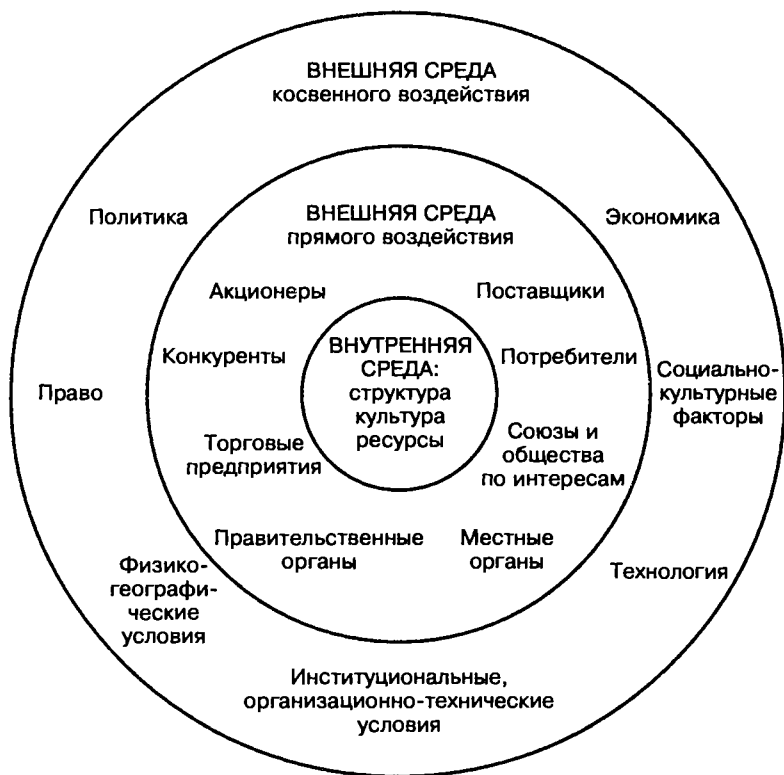 ВНЕШНЯЯ СРЕДА
косвенного воздействия
Политика
Экономика
ВНЕШНЯЯ СРЕДА
прямого воздействия
Акционеры
Поставщики
Конкуренты
ВНУТРЕННЯЯ
СРЕДА:
структура
культура
ресурсы
Потребители
Право
Социально-
культурные
факторы
Торговые
предприятия
Союзы и
общества
по интересам
Правительственные
органы
Местные
органы
Физико-
географи-
ческие
условия
Технология
Институциональные,
организационно-технические
условия